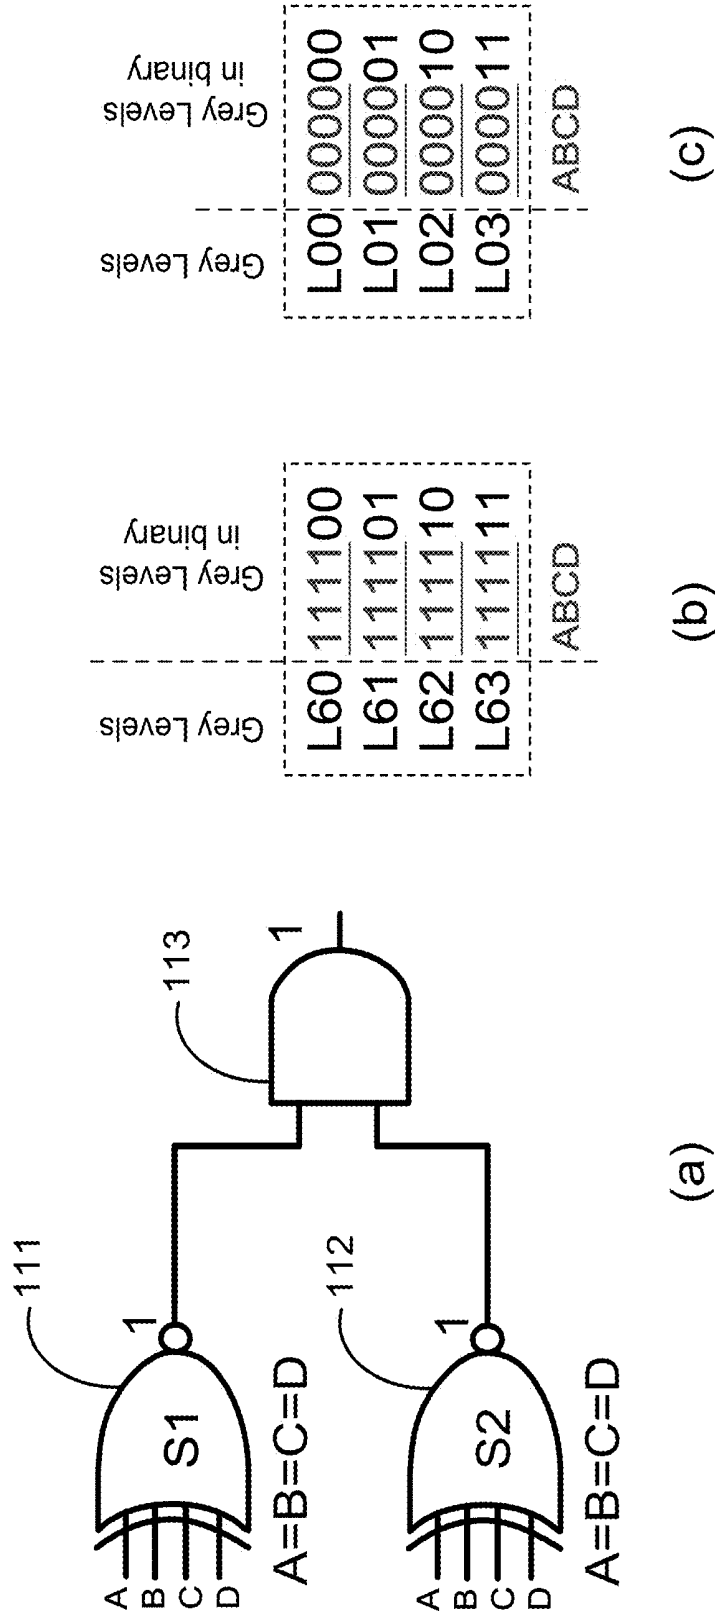 111
A
B
C
D
S1
1
A=B=C=D
112
A
B
C
D
S2
1
A=B=C=D
113
1
(a)
Grey Levels
Grey Levels
in binary
L60 111100
L61 111101
L62 111110
L63 111111
ABCD
(b)
Grey Levels
Grey Levels
in binary
L00 000000
L01 000001
L02 000010
L03 000011
ABCD
(c)